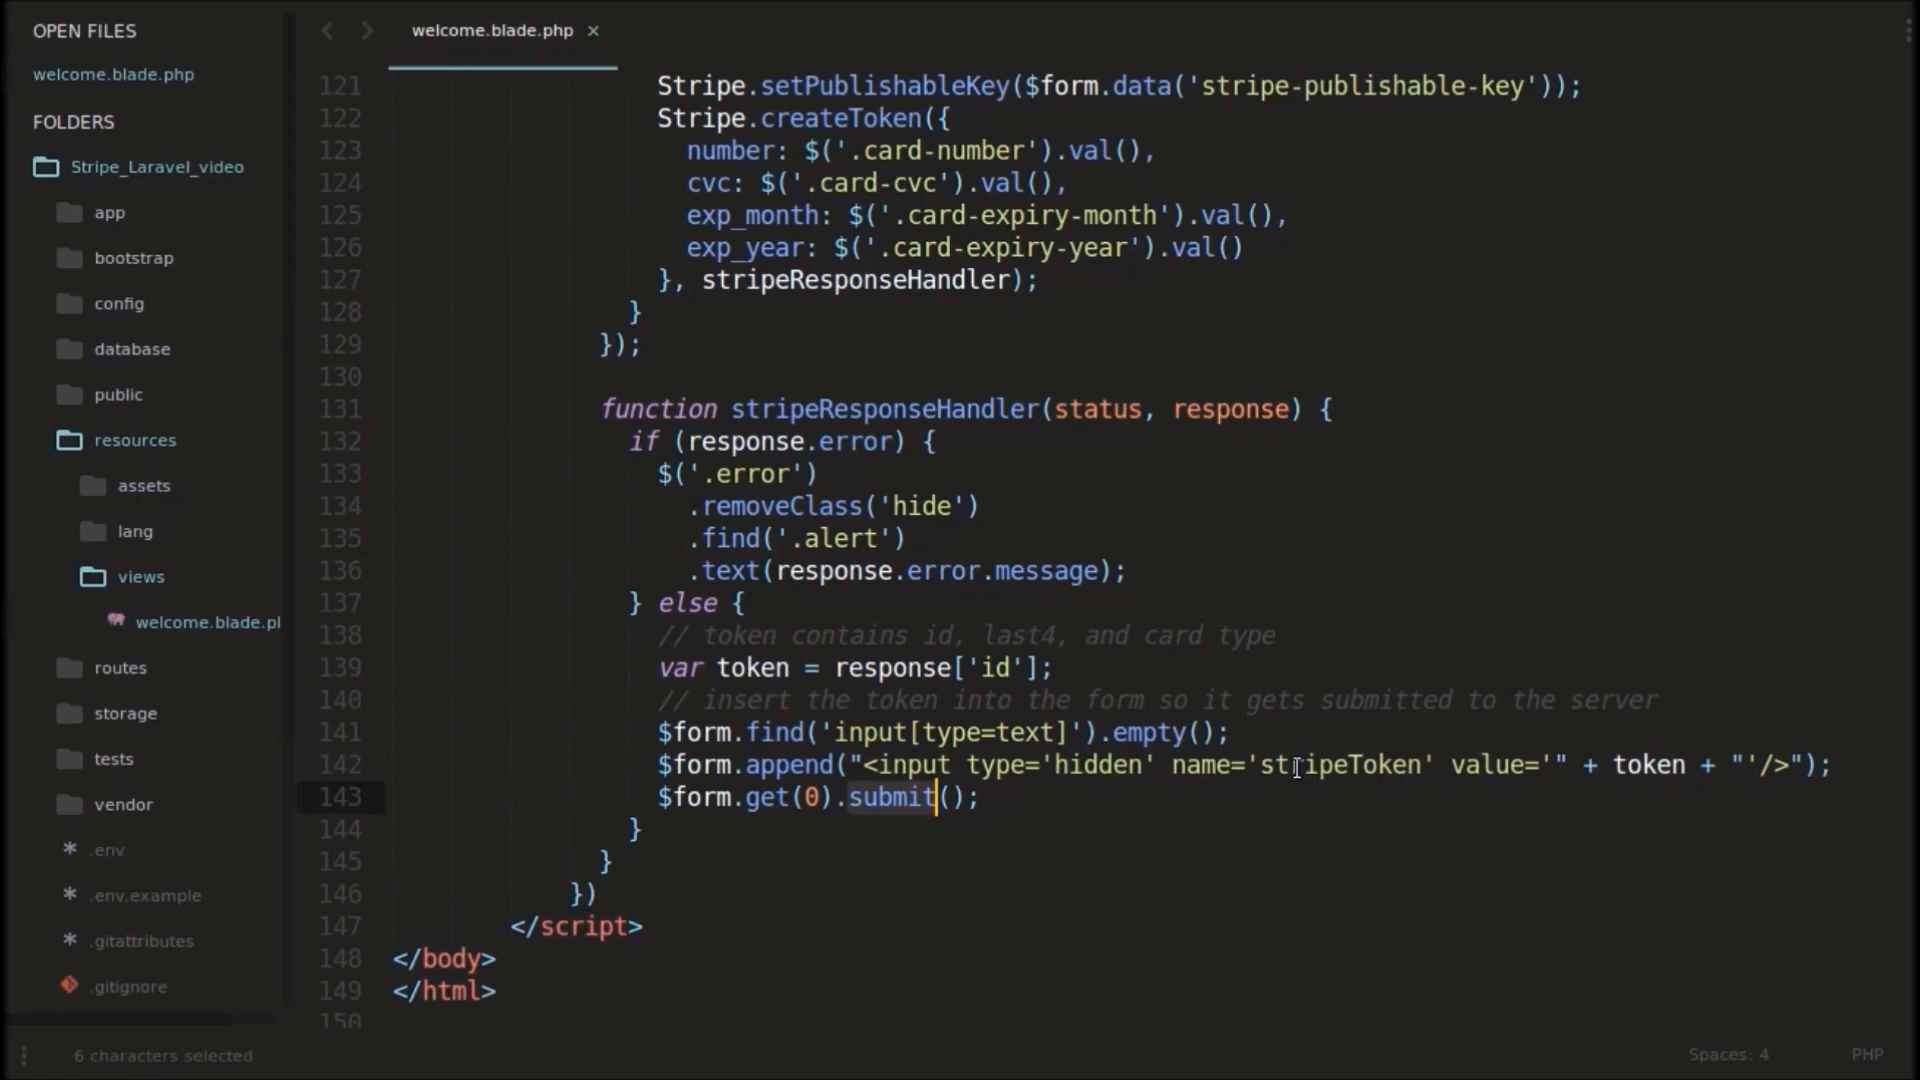 OPEN FILES
welcome.blade.php
FOLDERS
Stripe_Laravel_video
app
bootstrap
config
database
public
resources
assets
lang
views
welcome.blade.pl
routes
storage
tests
vendor
.env
.env.example
.gitattributes
.gitignore
6 characters selected
welcome.blade.php ×
121 Stripe.setPublishableKey($form.data('stripe-publishable-key'));
122 Stripe.createToken({
123 number: $('.card-number').val(),
124 cvc: $('.card-cvc').val(),
125 exp_month: $('.card-expiry-month').val(),
126 exp_year: $('.card-expiry-year').val()
127 }, stripeResponseHandler);
128 }
129 });
130
131 function stripeResponseHandler(status, response) {
132 if (response.error) {
133 $('.error')
134 .removeClass('hide')
135 .find('.alert')
136 .text(response.error.message);
137 } else {
138 // token contains id, last4, and card type
139 var token = response['id'];
140 // insert the token into the form so it gets submitted to the server
141 $form.find('input[type=text]').empty();
142 $form.append("<input type='hidden' name='stripeToken' value='" + token + "'/>");
143 $form.get(0).submit();
144 }
145 }
146 })
147 </script>
148 </body>
149 </html>
150
Spaces: 4
PHP